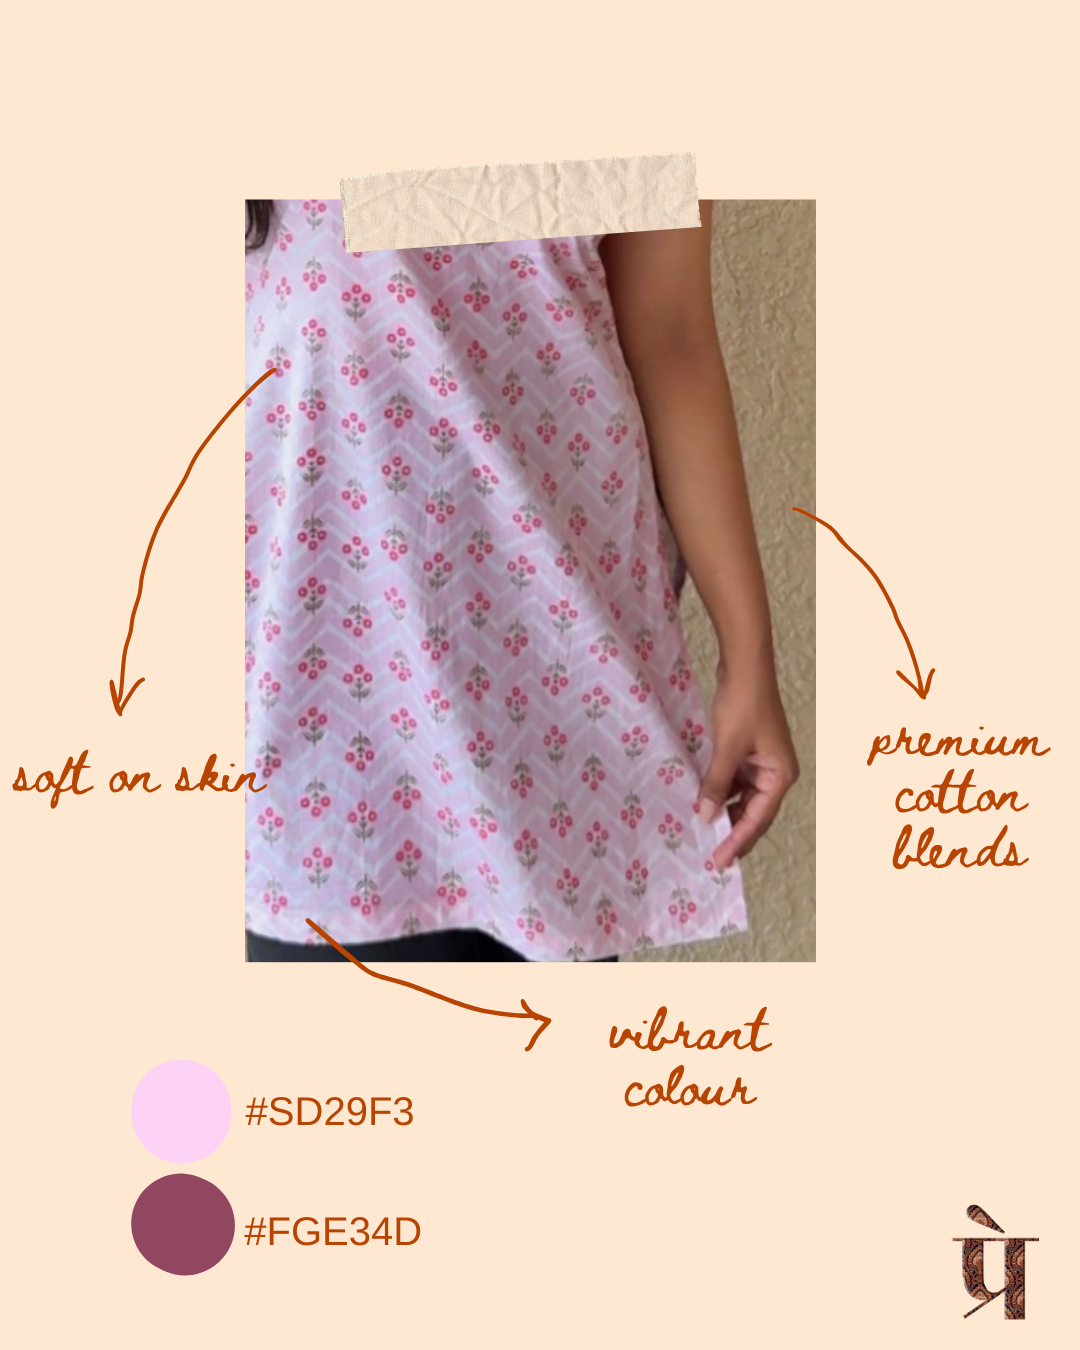 soft on skin
premium
cotton
blends
vibrant
colour
#SD29F3
#FGE34D
प्रे